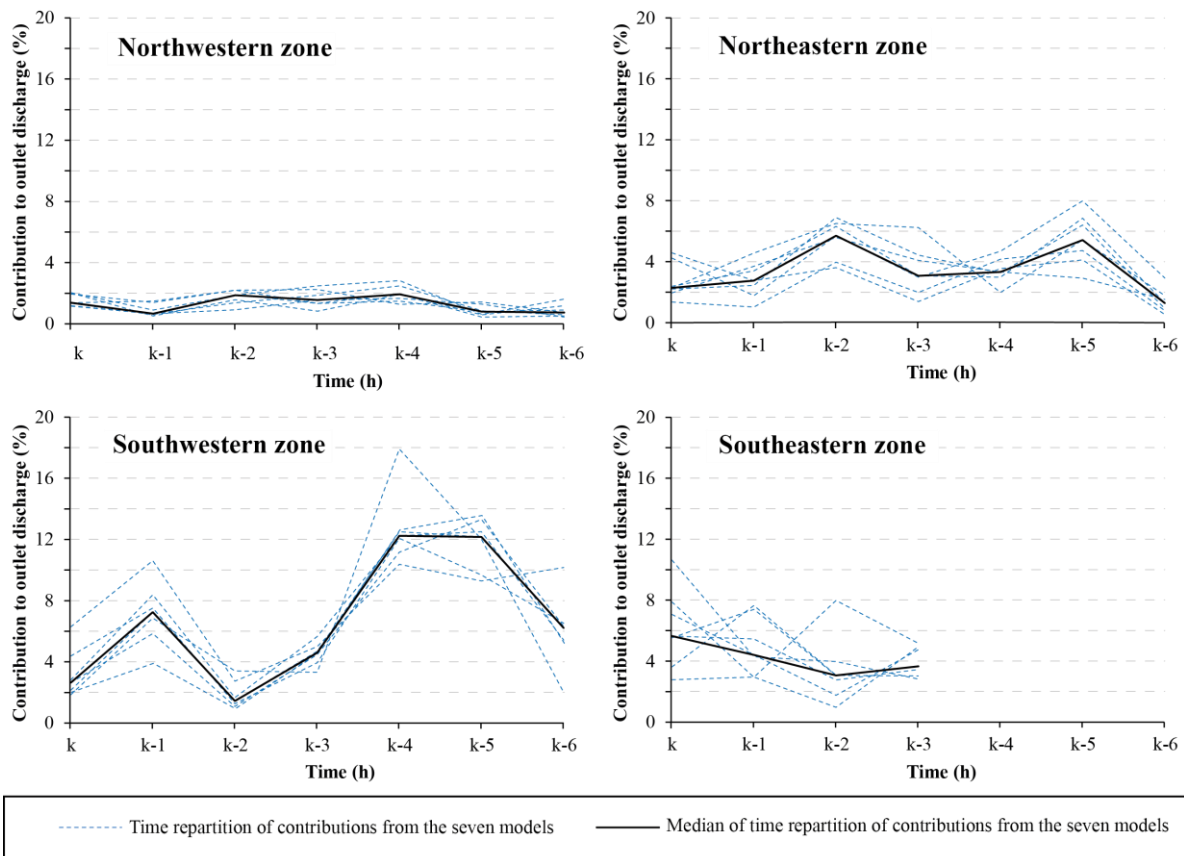 Northwestern zone
Contribution to outlet discharge (%)
20
16
12
8
4
0
k k-1 k-2 k-3 k-4 k-5 k-6
Time (h)
Northeastern zone
Contribution to outlet discharge (%)
20
16
12
8
4
0
k k-1 k-2 k-3 k-4 k-5 k-6
Time (h)
Southwestern zone
Contribution to outlet discharge (%)
20
16
12
8
4
0
k k-1 k-2 k-3 k-4 k-5 k-6
Time (h)
Southeastern zone
Contribution to outlet discharge (%)
20
16
12
8
4
0
k k-1 k-2 k-3 k-4 k-5 k-6
Time (h)
Time repartition of contributions from the seven models
Median of time repartition of contributions from the seven models